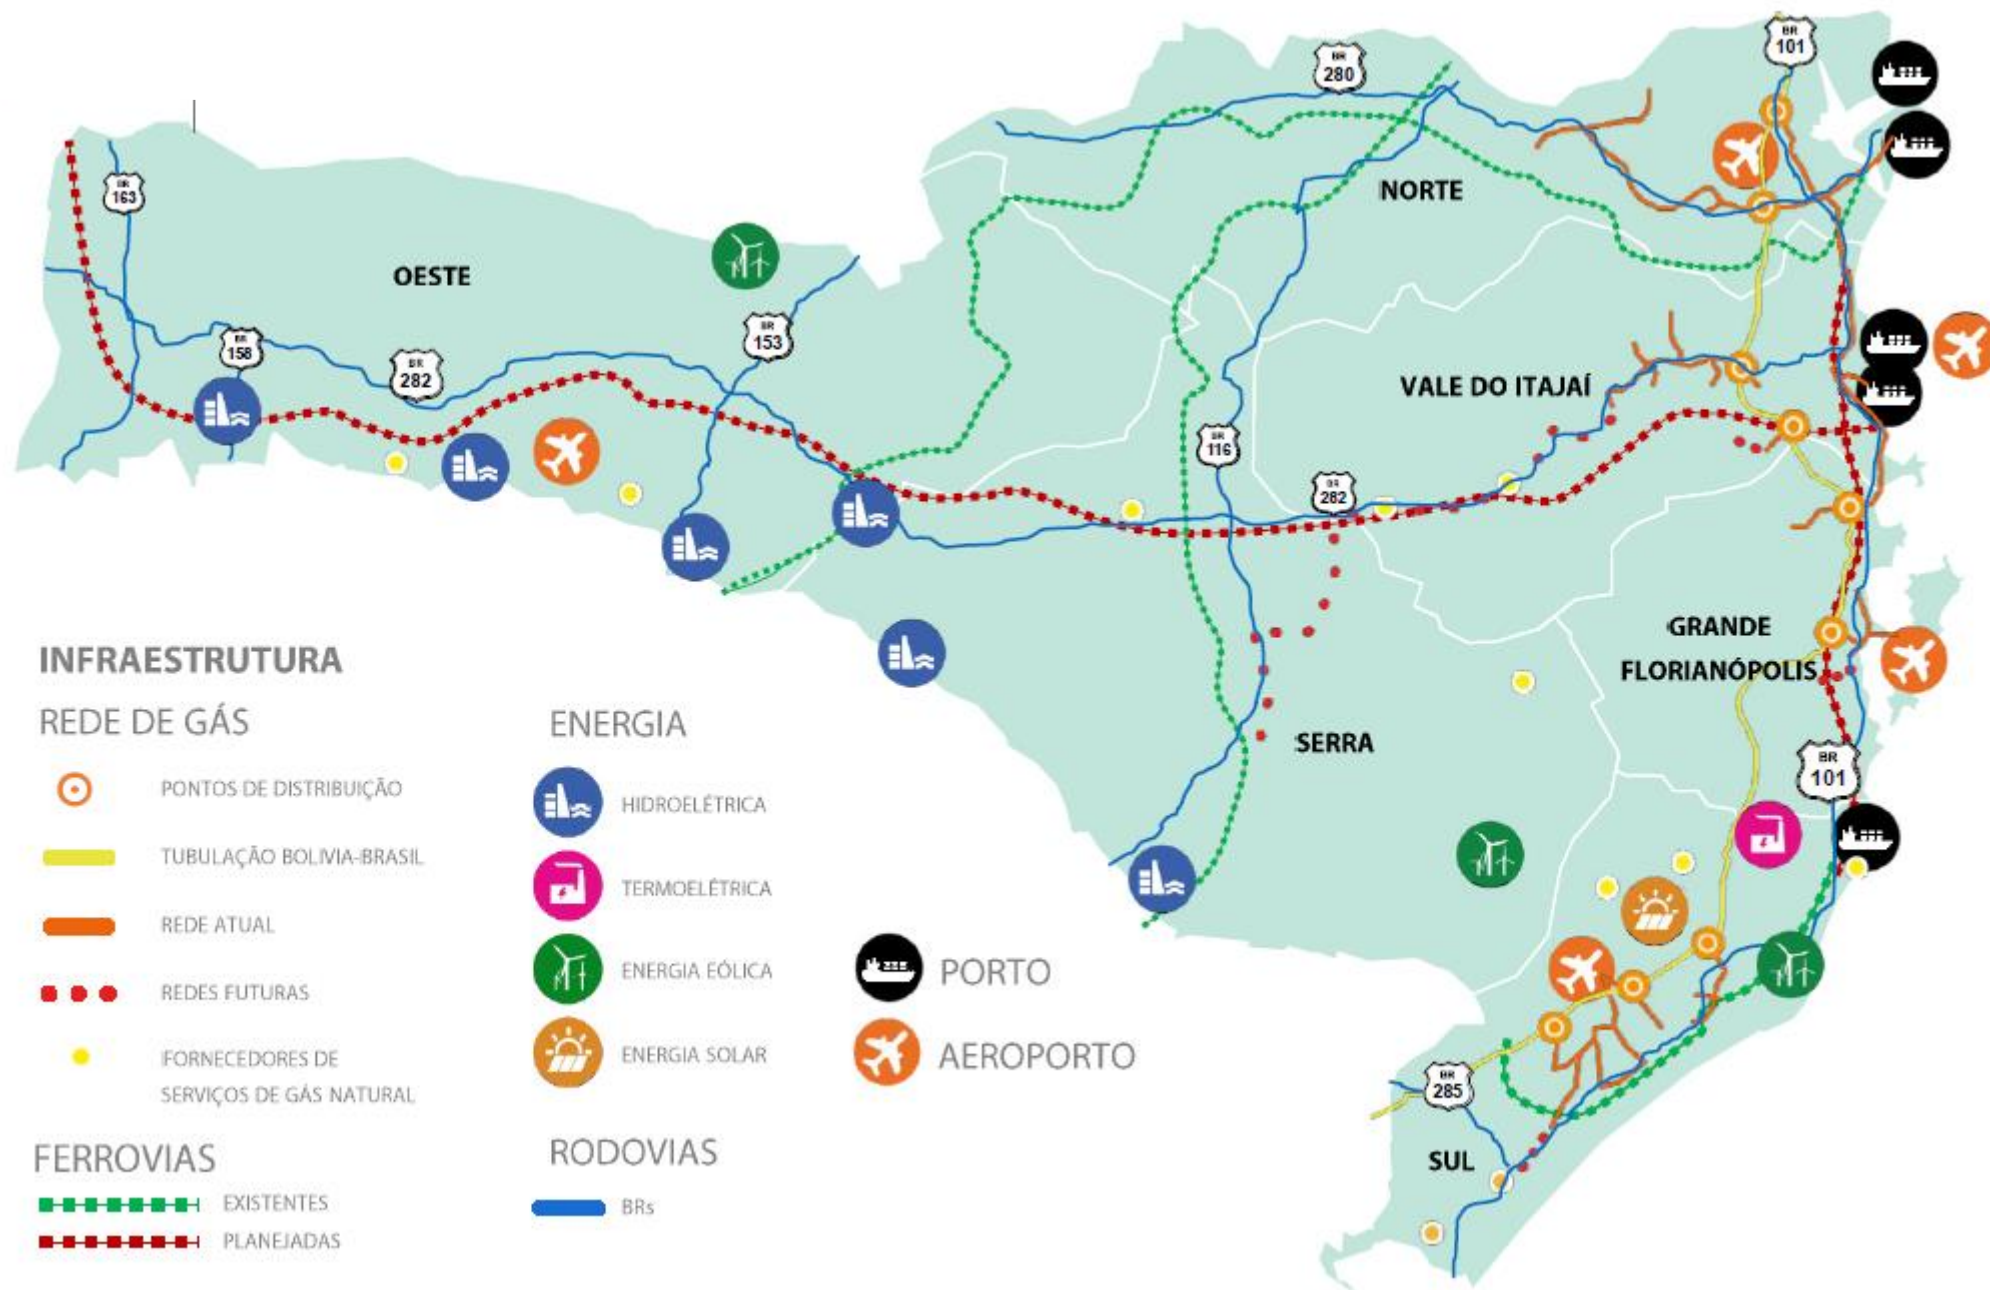 BR
101
BR
280
BR
163
NORTE
OESTE
BR
153
BR
158
BR
282
VALE DO ITAJAÍ
BR
116
BR
282
GRANDE
FLORIANÓPOLIS
SERRA
BR
101
BR
285
SUL
INFRAESTRUTURA
REDE DE GÁS
PONTOS DE DISTRIBUIÇÃO
TUBULAÇÃO BOLIVIA-BRASIL
REDE ATUAL
REDES FUTURAS
FORNECEDORES DE
SERVIÇOS DE GÁS NATURAL
FERROVIAS
EXISTENTES
PLANEJADAS
ENERGIA
HIDROELÉTRICA
TERMOELÉTRICA
ENERGIA EÓLICA
ENERGIA SOLAR
RODOVIAS
BRs
PORTO
AEROPORTO